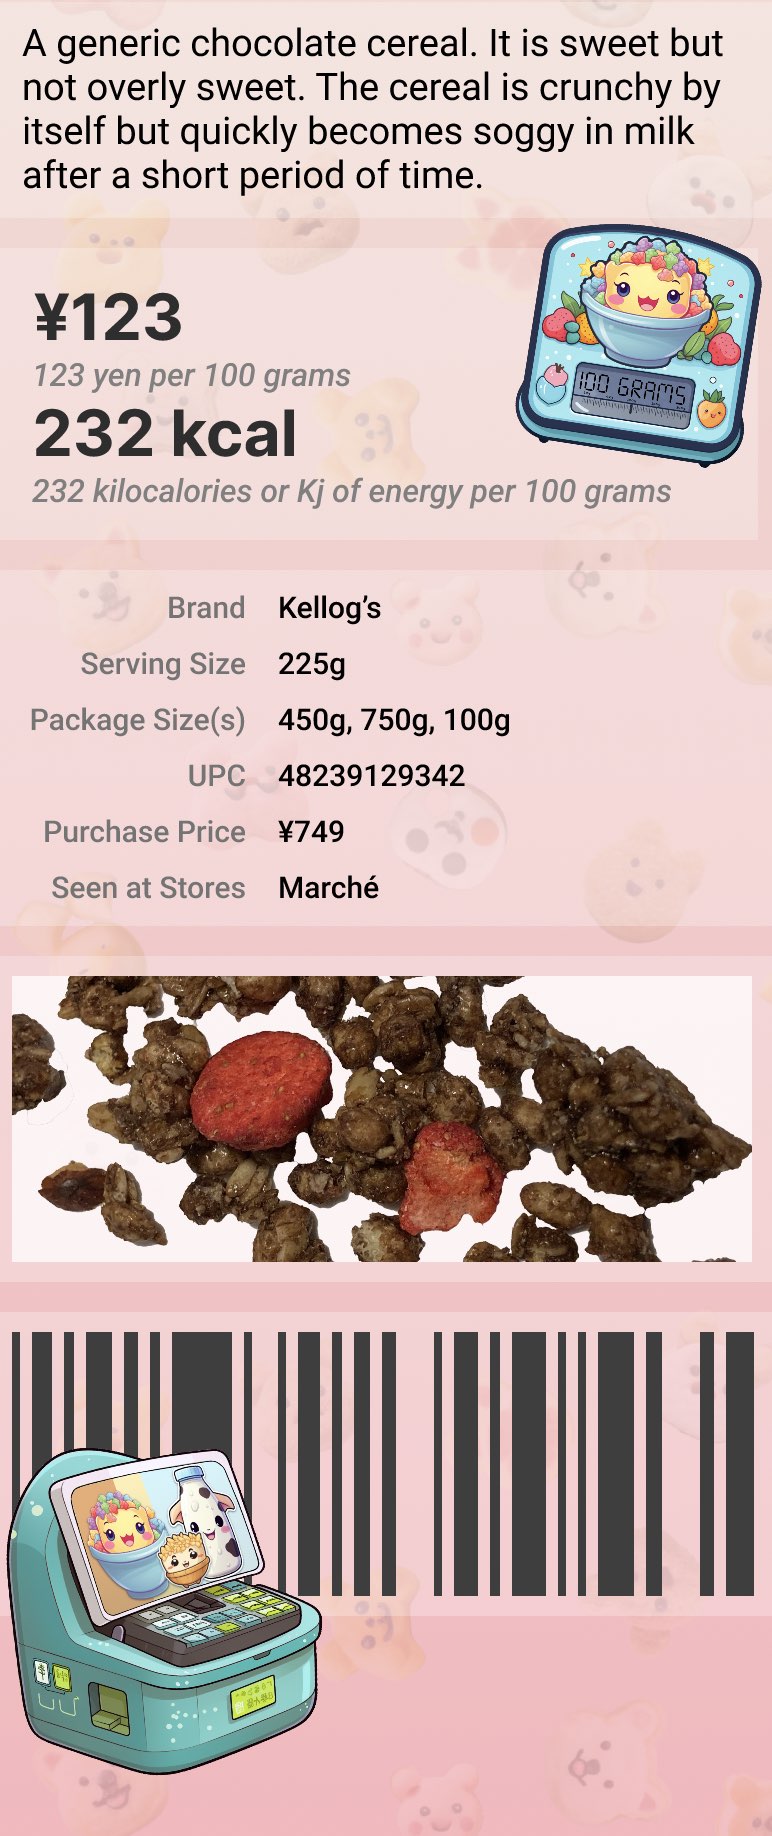 A generic chocolate cereal. It is sweet but
not overly sweet. The cereal is crunchy by
itself but quickly becomes soggy in milk
after a short period of time.
¥123
123 yen per 100 grams
232 kcal
232 kilocalories or Kj of energy per 100 grams
100 GRAMS
Brand Kellog’s
Serving Size 225g
Package Size(s) 450g, 750g, 100g
UPC 48239129342
Purchase Price ¥749
Seen at Stores Marché